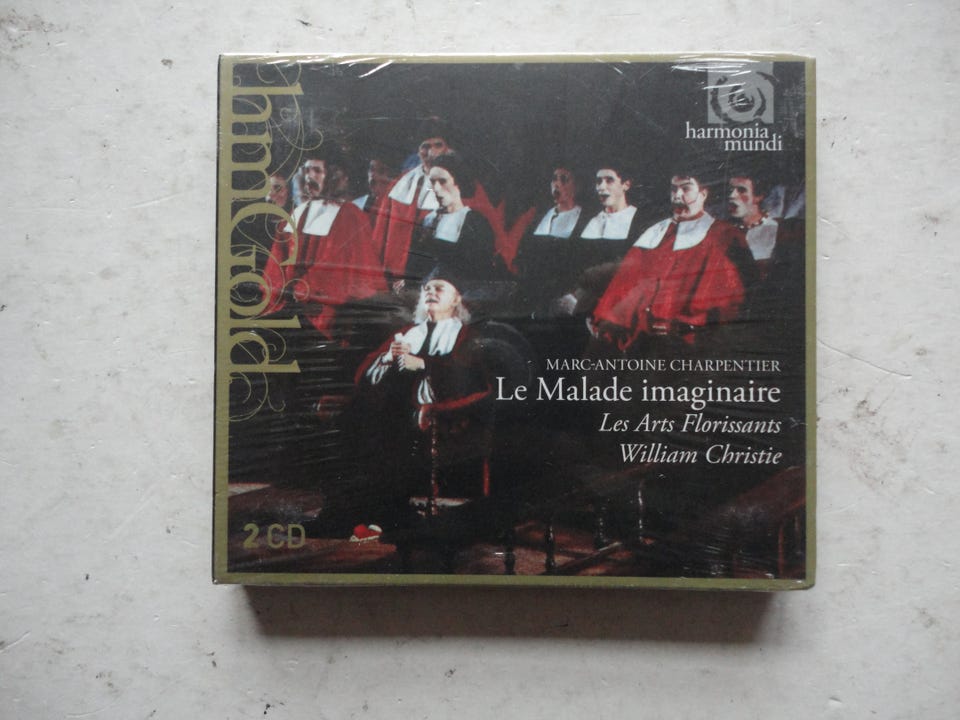 hmGold
harmonia
mundi
MARC-ANTOINE CHARPENTIER
Le Malade imaginaire
Les Arts Florissants
William Christie
2 CD